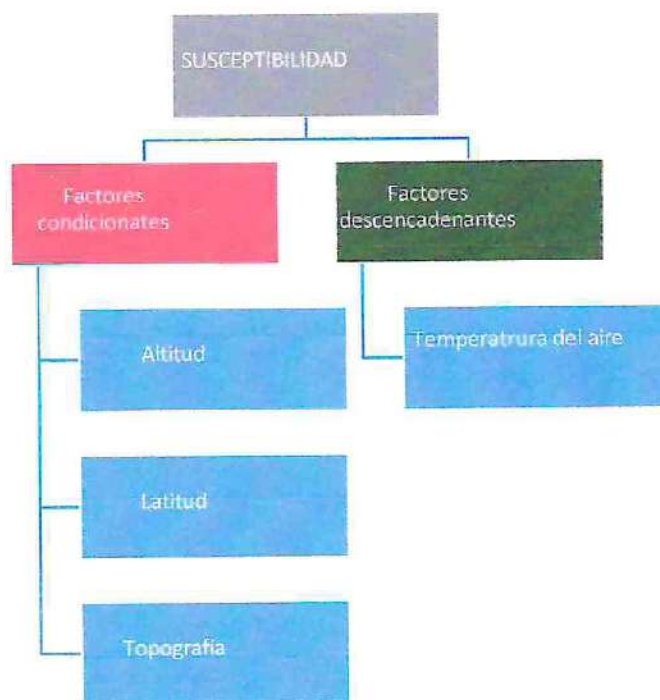 SUSCEPTIBILIDAD
Factores
condicionates
Factores
descencadenantes
Altitud
Temperatrura del aire
Latitud
Topografía